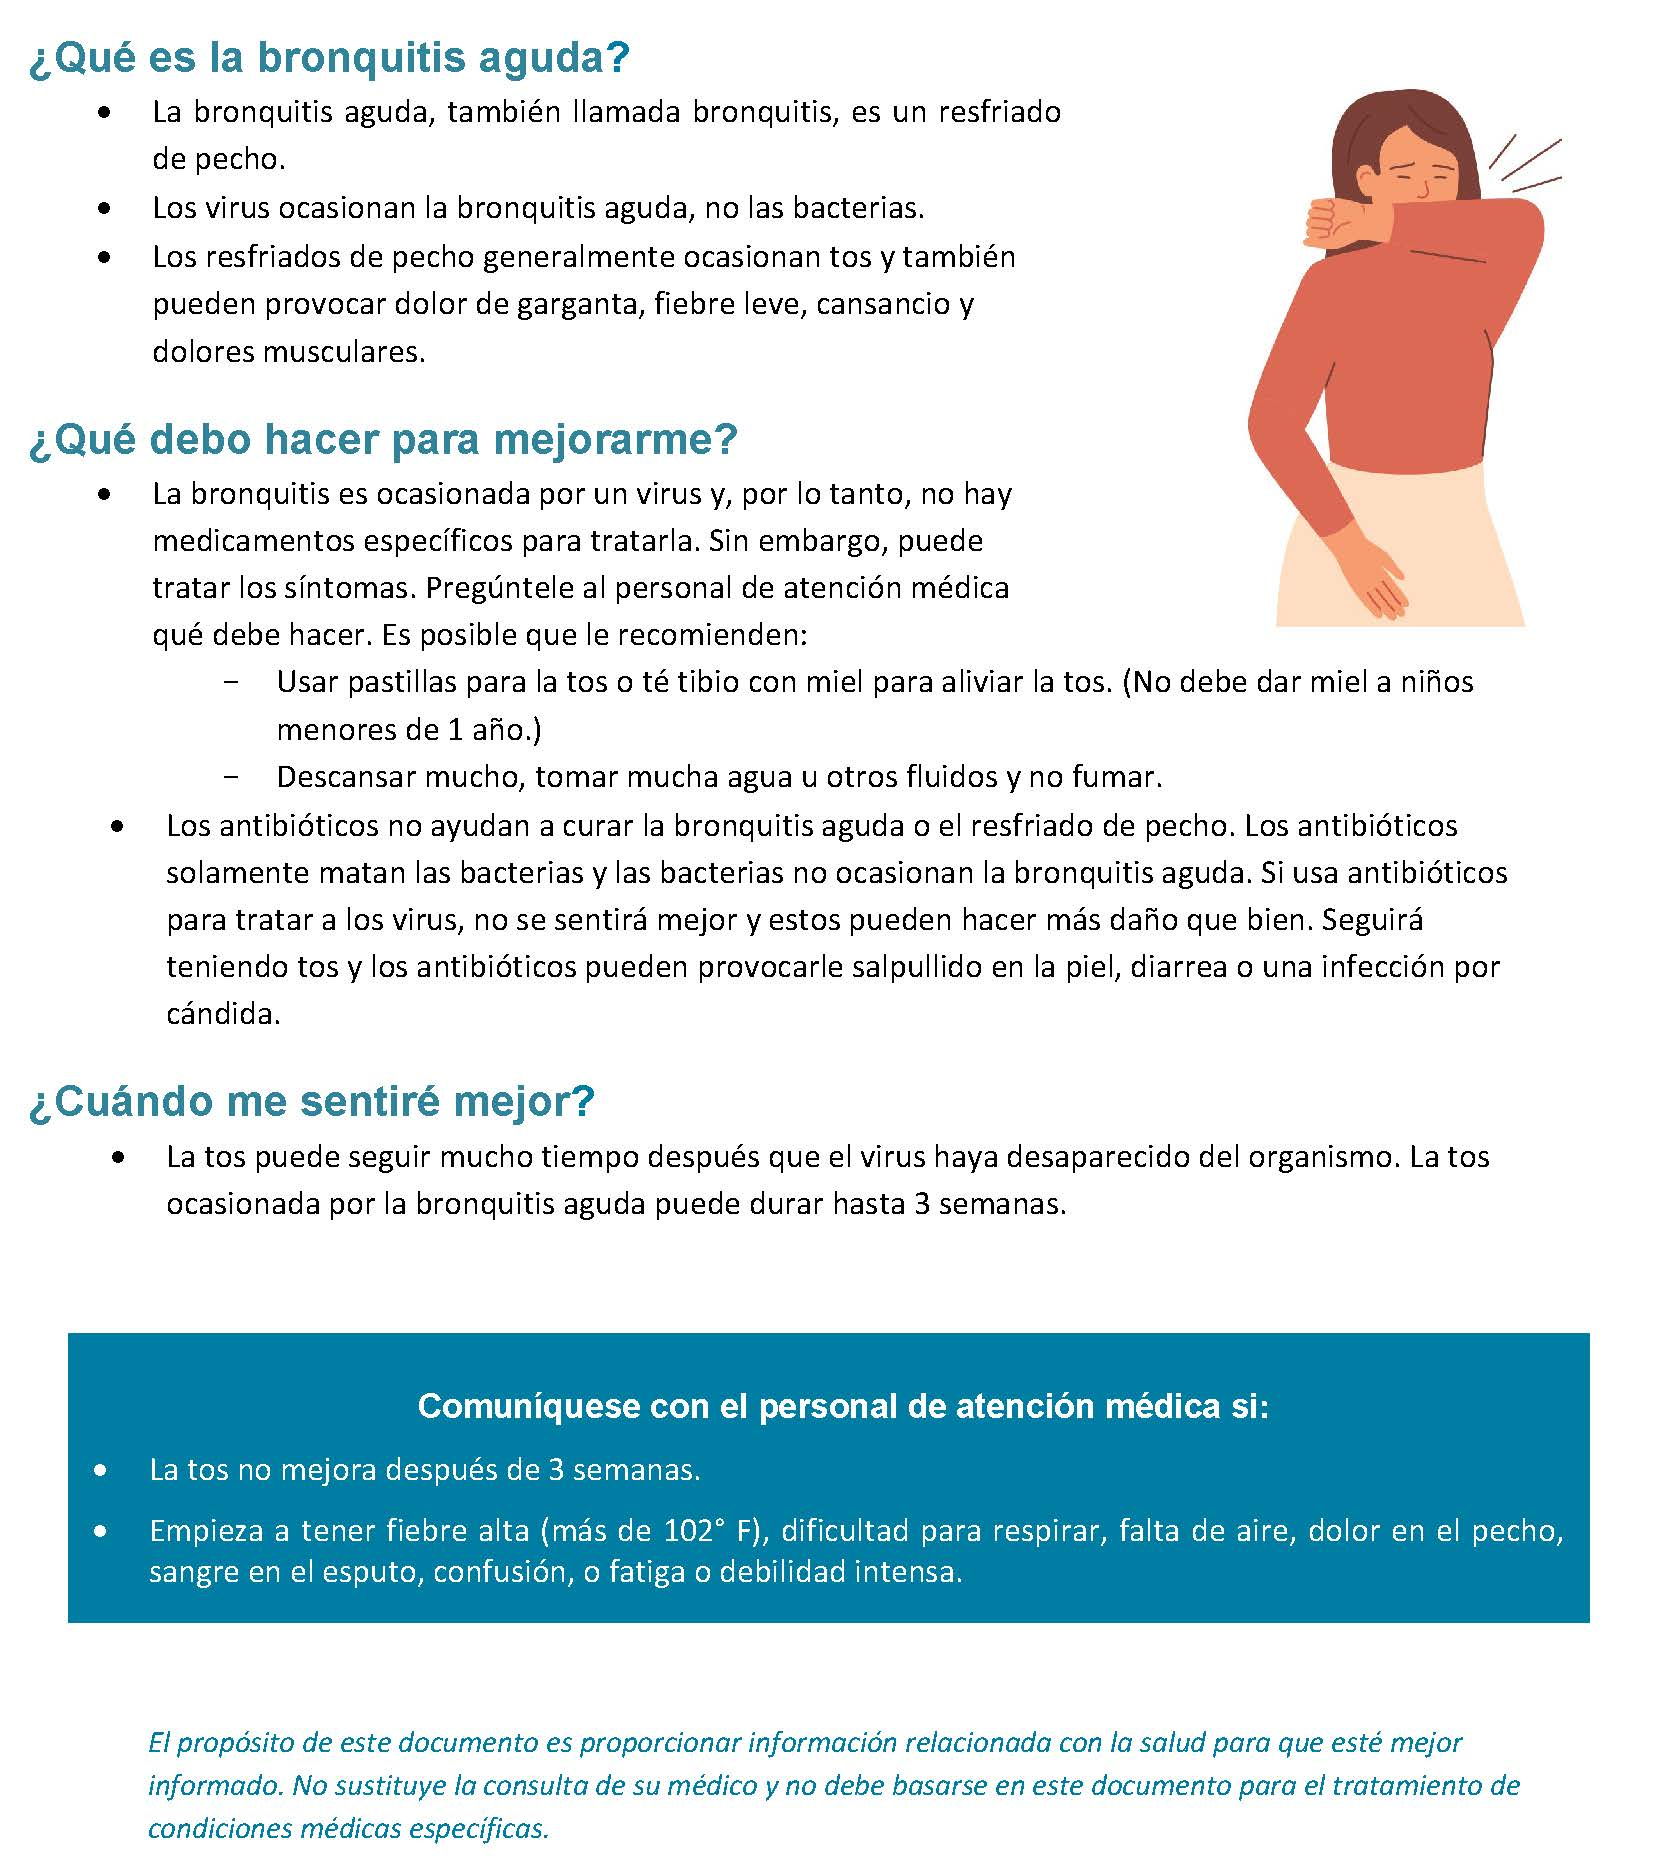 ¿Qué es la bronquitis aguda?
• La bronquitis aguda, también llamada bronquitis, es un resfriado
de pecho.
• Los virus ocasionan la bronquitis aguda, no las bacterias.
• Los resfriados de pecho generalmente ocasionan tos y también
pueden provocar dolor de garganta, fiebre leve, cansancio y
dolores musculares.
¿Qué debo hacer para mejorarme?
• La bronquitis es ocasionada por un virus y, por lo tanto, no hay
medicamentos específicos para tratarla. Sin embargo, puede
tratar los síntomas. Pregúntele al personal de atención médica
qué debe hacer. Es posible que le recomienden:
− Usar pastillas para la tos o té tibio con miel para aliviar la tos. (No debe dar miel a niños
menores de 1 año.)
− Descansar mucho, tomar mucha agua u otros fluidos y no fumar.
• Los antibióticos no ayudan a curar la bronquitis aguda o el resfriado de pecho. Los antibióticos
solamente matan las bacterias y las bacterias no ocasionan la bronquitis aguda. Si usa antibióticos
para tratar a los virus, no se sentirá mejor y estos pueden hacer más daño que bien. Seguirá
teniendo tos y los antibióticos pueden provocarle salpullido en la piel, diarrea o una infección por
cándida.
¿Cuándo me sentiré mejor?
• La tos puede seguir mucho tiempo después que el virus haya desaparecido del organismo. La tos
ocasionada por la bronquitis aguda puede durar hasta 3 semanas.
Comuníquese con el personal de atención médica si:
• La tos no mejora después de 3 semanas.
• Empieza a tener fiebre alta (más de 102° F), dificultad para respirar, falta de aire, dolor en el pecho,
sangre en el esputo, confusión, o fatiga o debilidad intensa.
El propósito de este documento es proporcionar información relacionada con la salud para que esté mejor
informado. No sustituye la consulta de su médico y no debe basarse en este documento para el tratamiento de
condiciones médicas específicas.